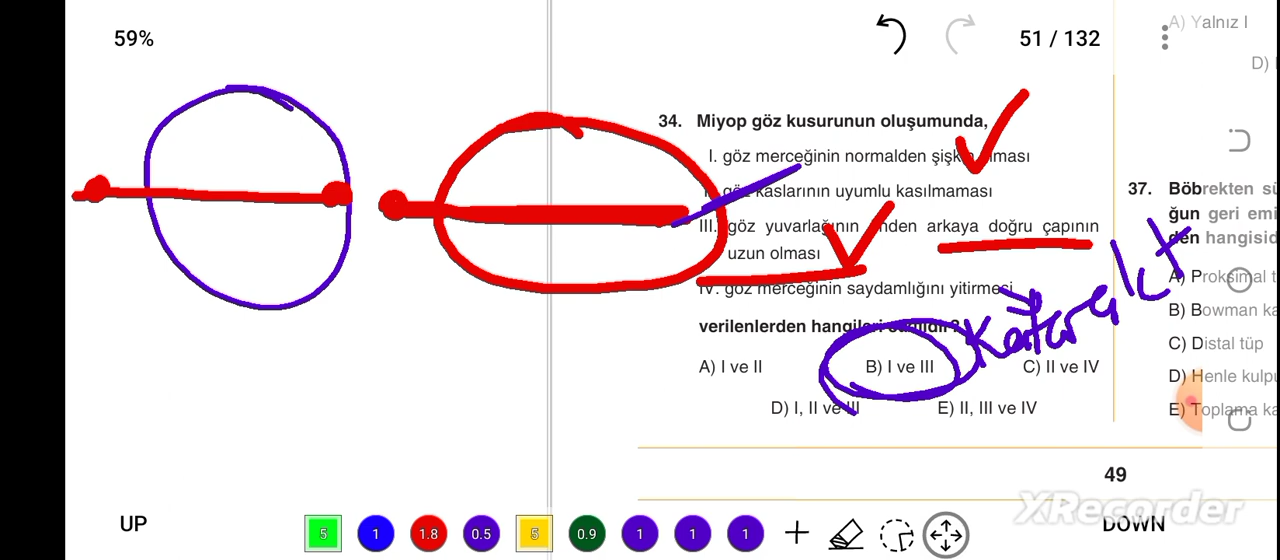 59%
51 / 132
34. Miyop göz kusurunun oluşumunda,
I. göz merceğinin normalden şişkin olması
göz kaslarının uyumlu kasılmaması
III. göz yuvarlağının önden arkaya doğru çapının
uzun olması
IV. göz merceğinin saydamlığını yitirmesi
verilenlerden hangileri etkilidir?
Katarakt
A) I ve II
B) I ve III
C) II ve IV
D) I, II ve III
E) II, III ve IV
49
A) Yalnız I
D)
37. Böbrekten sü
ğun geri emi
den hangisid
A) Proksimal t
B) Bowman ka
C) Distal tüp
D) Henle kulpu
E) Toplama ka
UP
5
1
1.8
0.5
5
0.9
1
1
1
DOWN
XRecorder